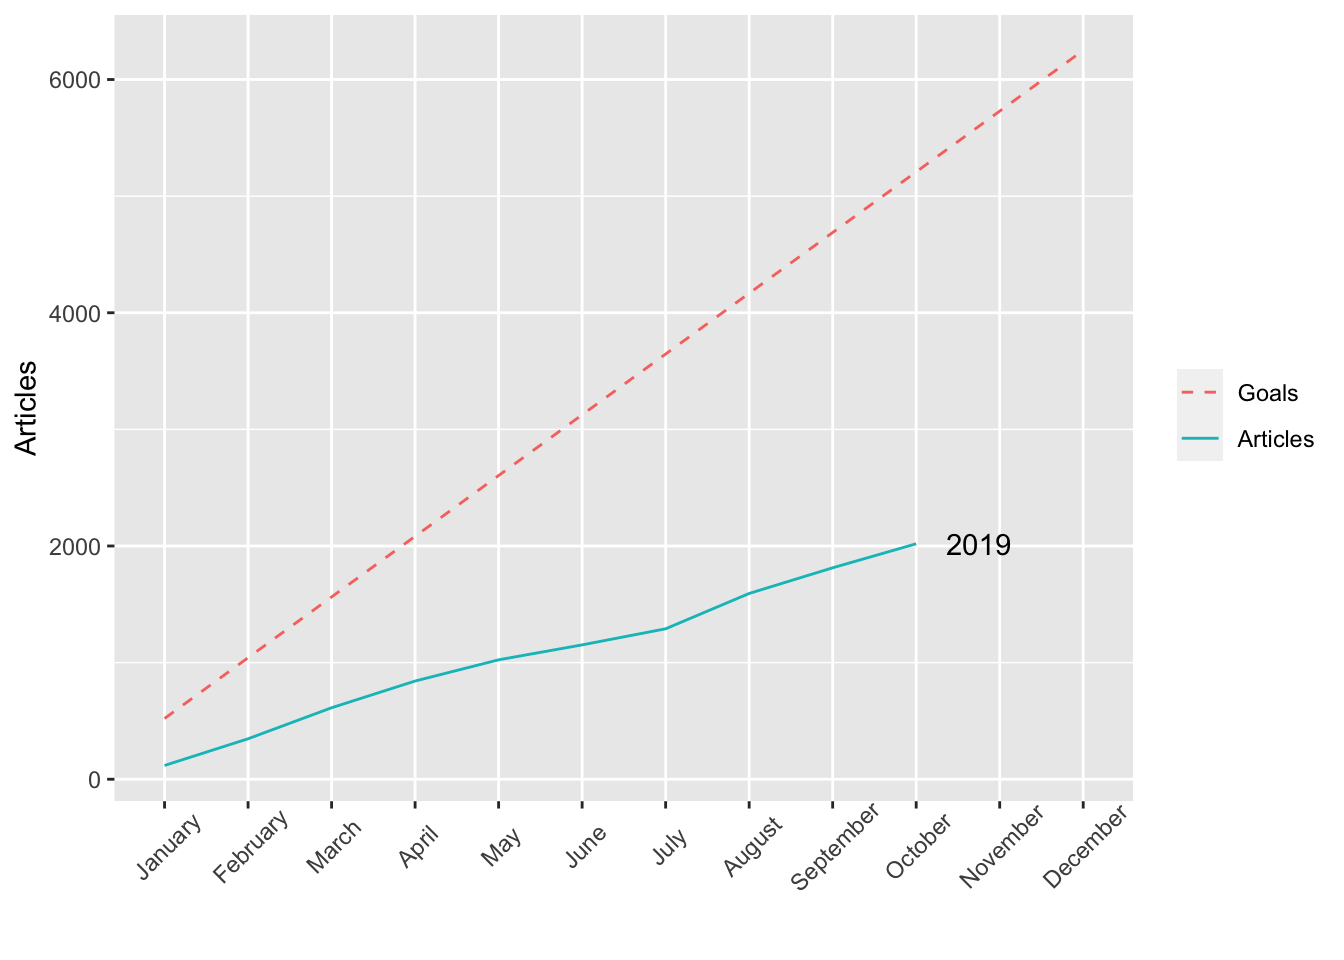 6000
4000
2000
0
Articles
2019
January
February
March
April
May
June
July
August
September
October
November
December
Goals
Articles